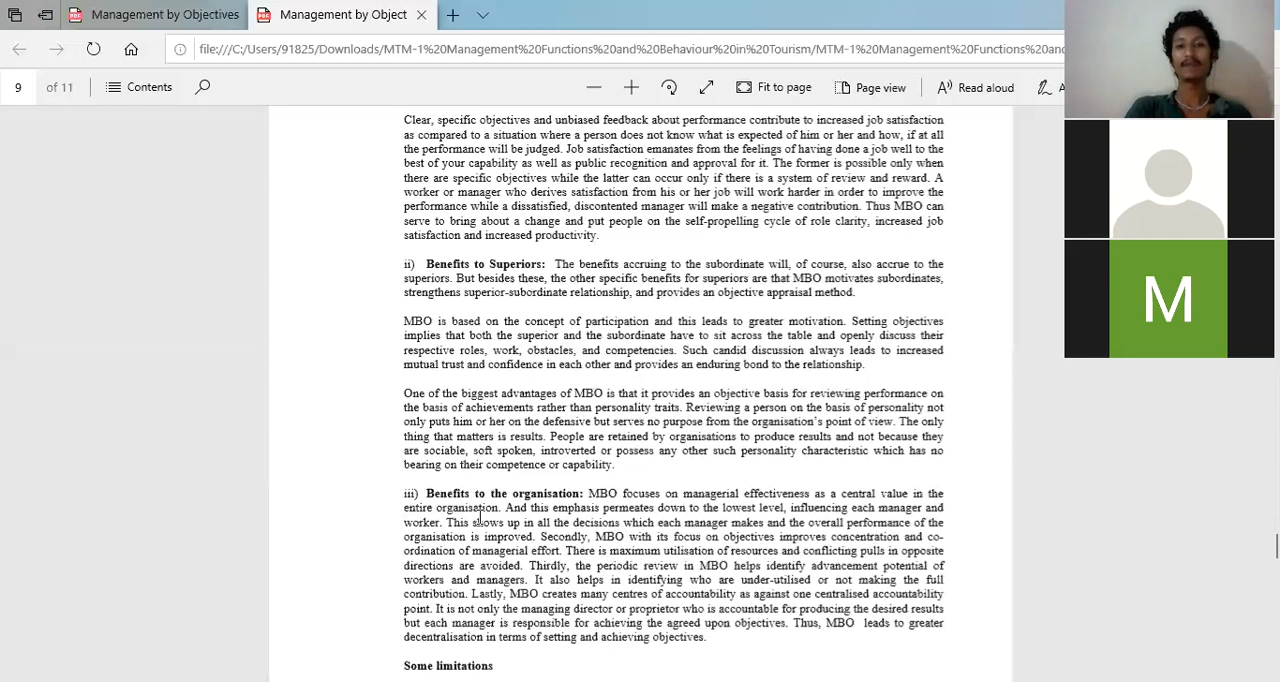 Management by Objectives
Management by Object
file:///C:/Users/91825/Downloads/MTM-1%20Management%20Functions%20and%20Behaviour%20in%20Tourism/MTM-1%20Management%20Functions%20and
9 of 11 Contents Fit to page Page view Read aloud
Clear, specific objectives and unbiased feedback about performance contribute to increased job satisfaction
as compared to a situation where a person does not know what is expected of him or her and how, if at all
the performance will be judged. Job satisfaction emanates from the feelings of having done a job well to the
best of your capability as well as public recognition and approval for it. The former is possible only when
there are specific objectives while the latter can occur only if there is a system of review and reward. A
worker or manager who derives satisfaction from his or her job will work harder in order to improve the
performance while a dissatisfied, discontented manager will make a negative contribution. Thus MBO can
serve to bring about a change and put people on the self-propelling cycle of role clarity, increased job
satisfaction and increased productivity.
ii) Benefits to Superiors: The benefits accruing to the subordinate will, of course, also accrue to the
superiors. But besides these, the other specific benefits for superiors are that MBO motivates subordinates,
strengthens superior-subordinate relationship, and provides an objective appraisal method.
MBO is based on the concept of participation and this leads to greater motivation. Setting objectives
implies that both the superior and the subordinate have to sit across the table and openly discuss their
respective roles, work, obstacles, and competencies. Such candid discussion always leads to increased
mutual trust and confidence in each other and provides an enduring bond to the relationship.
One of the biggest advantages of MBO is that it provides an objective basis for reviewing performance on
the basis of achievements rather than personality traits. Reviewing a person on the basis of personality not
only puts him or her on the defensive but serves no purpose from the organisation's point of view. The only
thing that matters is results. People are retained by organisations to produce results and not because they
are sociable, soft spoken, introverted or possess any other such personality characteristic which has no
bearing on their competence or capability.
iii) Benefits to the organisation: MBO focuses on managerial effectiveness as a central value in the
entire organisation. And this emphasis permeates down to the lowest level, influencing each manager and
worker. This shows up in all the decisions which each manager makes and the overall performance of the
organisation is improved. Secondly, MBO with its focus on objectives improves concentration and co-
ordination of managerial effort. There is maximum utilisation of resources and conflicting pulls in opposite
directions are avoided. Thirdly, the periodic review in MBO helps identify advancement potential of
workers and managers. It also helps in identifying who are under-utilised or not making the full
contribution. Lastly, MBO creates many centres of accountability as against one centralised accountability
point. It is not only the managing director or proprietor who is accountable for producing the desired results
but each manager is responsible for achieving the agreed upon objectives. Thus, MBO leads to greater
decentralisation in terms of setting and achieving objectives.
Some limitations
M